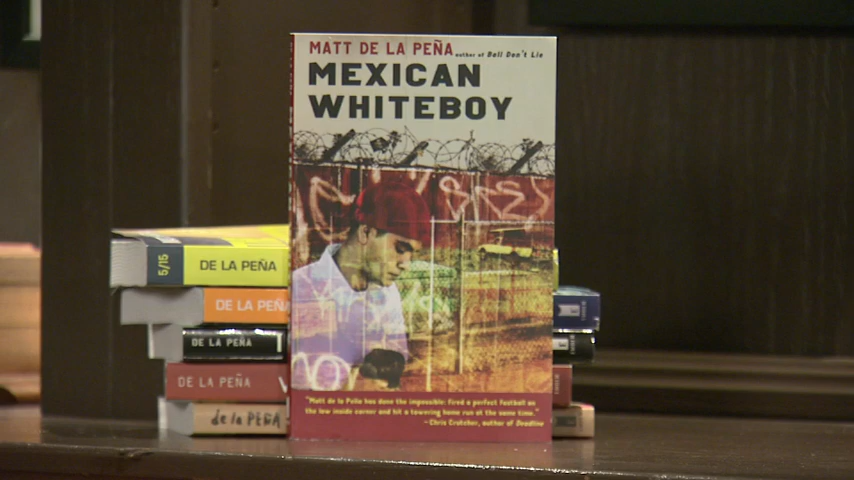 MATT DE LA PEÑA author of Ball Don't Lie
MEXICAN
WHITEBOY
5/15 DE LA PEÑA
DE LA PEÑA
DE LA PEÑA
DE LA PEÑA
de la PEÑA
"Matt de la Peña has done the impossible: fired a perfect football as
the low inside corner and hit a towering home run at the same time."
—Chris Crutcher, author of Deadline